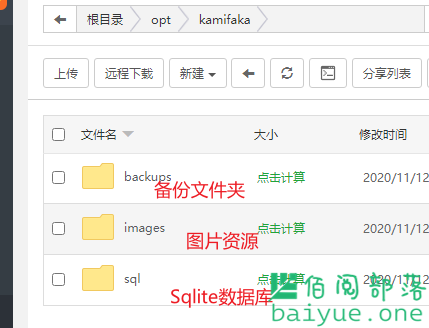 根目录 opt kamifaka
上传 远程下载 新建 分享列表
文件名 大小 修改时间
backups 点击计算 2020/11/12
备份文件夹
images 点击计算 2020/11/12
图片资源
sql 点击计算 2020/11/12
Sqlite数据库
佰阅部落
baiyue.one